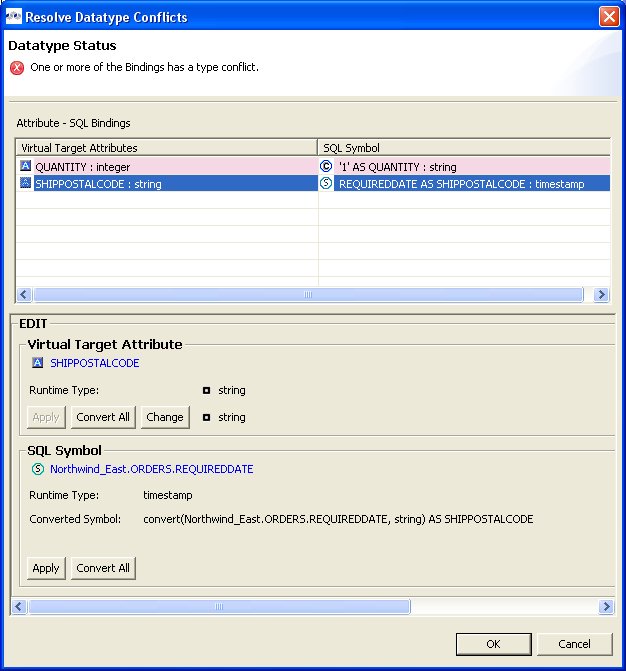 Resolve Datatype Conflicts
Datatype Status
One or more of the Bindings has a type conflict.
Attribute - SQL Bindings
Virtual Target Attributes SQL Symbol
A QUANTITY : integer C '1' AS QUANTITY : string
A SHIPPOSTALCODE : string S REQUIREDDATE AS SHIPPOSTALCODE : timestamp
EDIT
Virtual Target Attribute
A SHIPPOSTALCODE
Runtime Type: string
Apply Convert All Change string
SQL Symbol
S Northwind_East.ORDERS.REQUIREDDATE
Runtime Type: timestamp
Converted Symbol: convert(Northwind_East.ORDERS.REQUIREDDATE, string) AS SHIPPOSTALCODE
Apply Convert All
OK Cancel